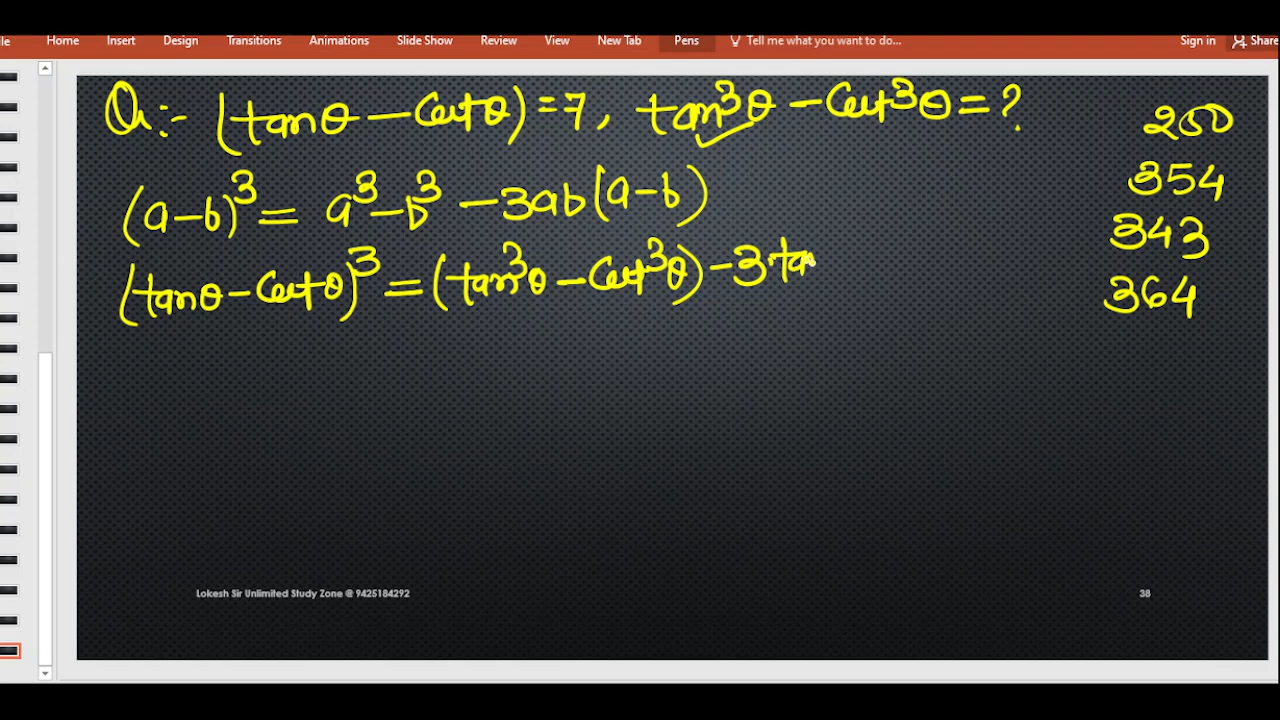 Home Insert Design Transitions Animations Slide Show Review View New Tab Pens Tell me what you want to do... Sign in Share
Q:- (tanθ - Cotθ) = 7, tan³θ - Cot³θ = ?
250
(a-b)³ = a³-b³ - 3ab(a-b)
354
343
(tanθ - Cotθ)³ = (tan³θ - Cot³θ) - 3 ta
364
Lokesh Sir Unlimited Study Zone @ 9425184292
38